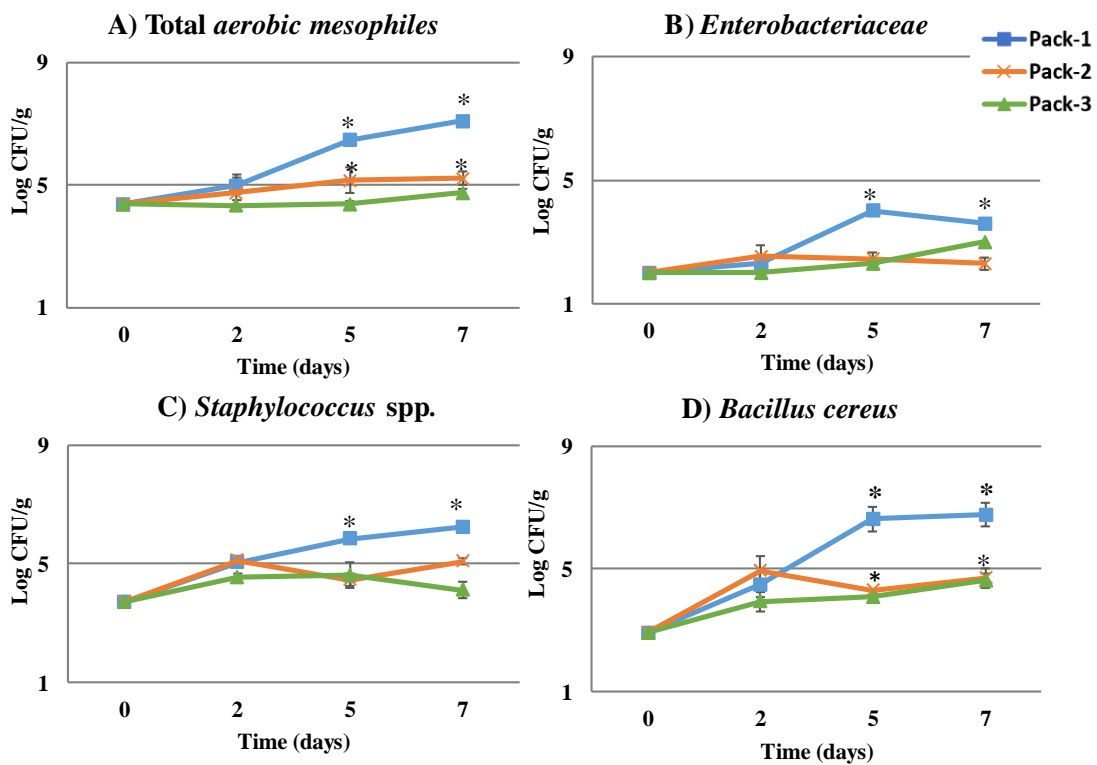 A) Total aerobic mesophiles
9
5
1
Log CFU/g
*
*
*
*
0 2 5 7
Time (days)
B) Enterobacteriaceae
Pack-1
Pack-2
Pack-3
9
5
1
Log CFU/g
*
*
0 2 5 7
Time (days)
C) Staphylococcus spp.
9
5
1
Log CFU/g
*
*
0 2 5 7
Time (days)
D) Bacillus cereus
9
5
1
Log CFU/g
*
*
*
*
0 2 5 7
Time (days)